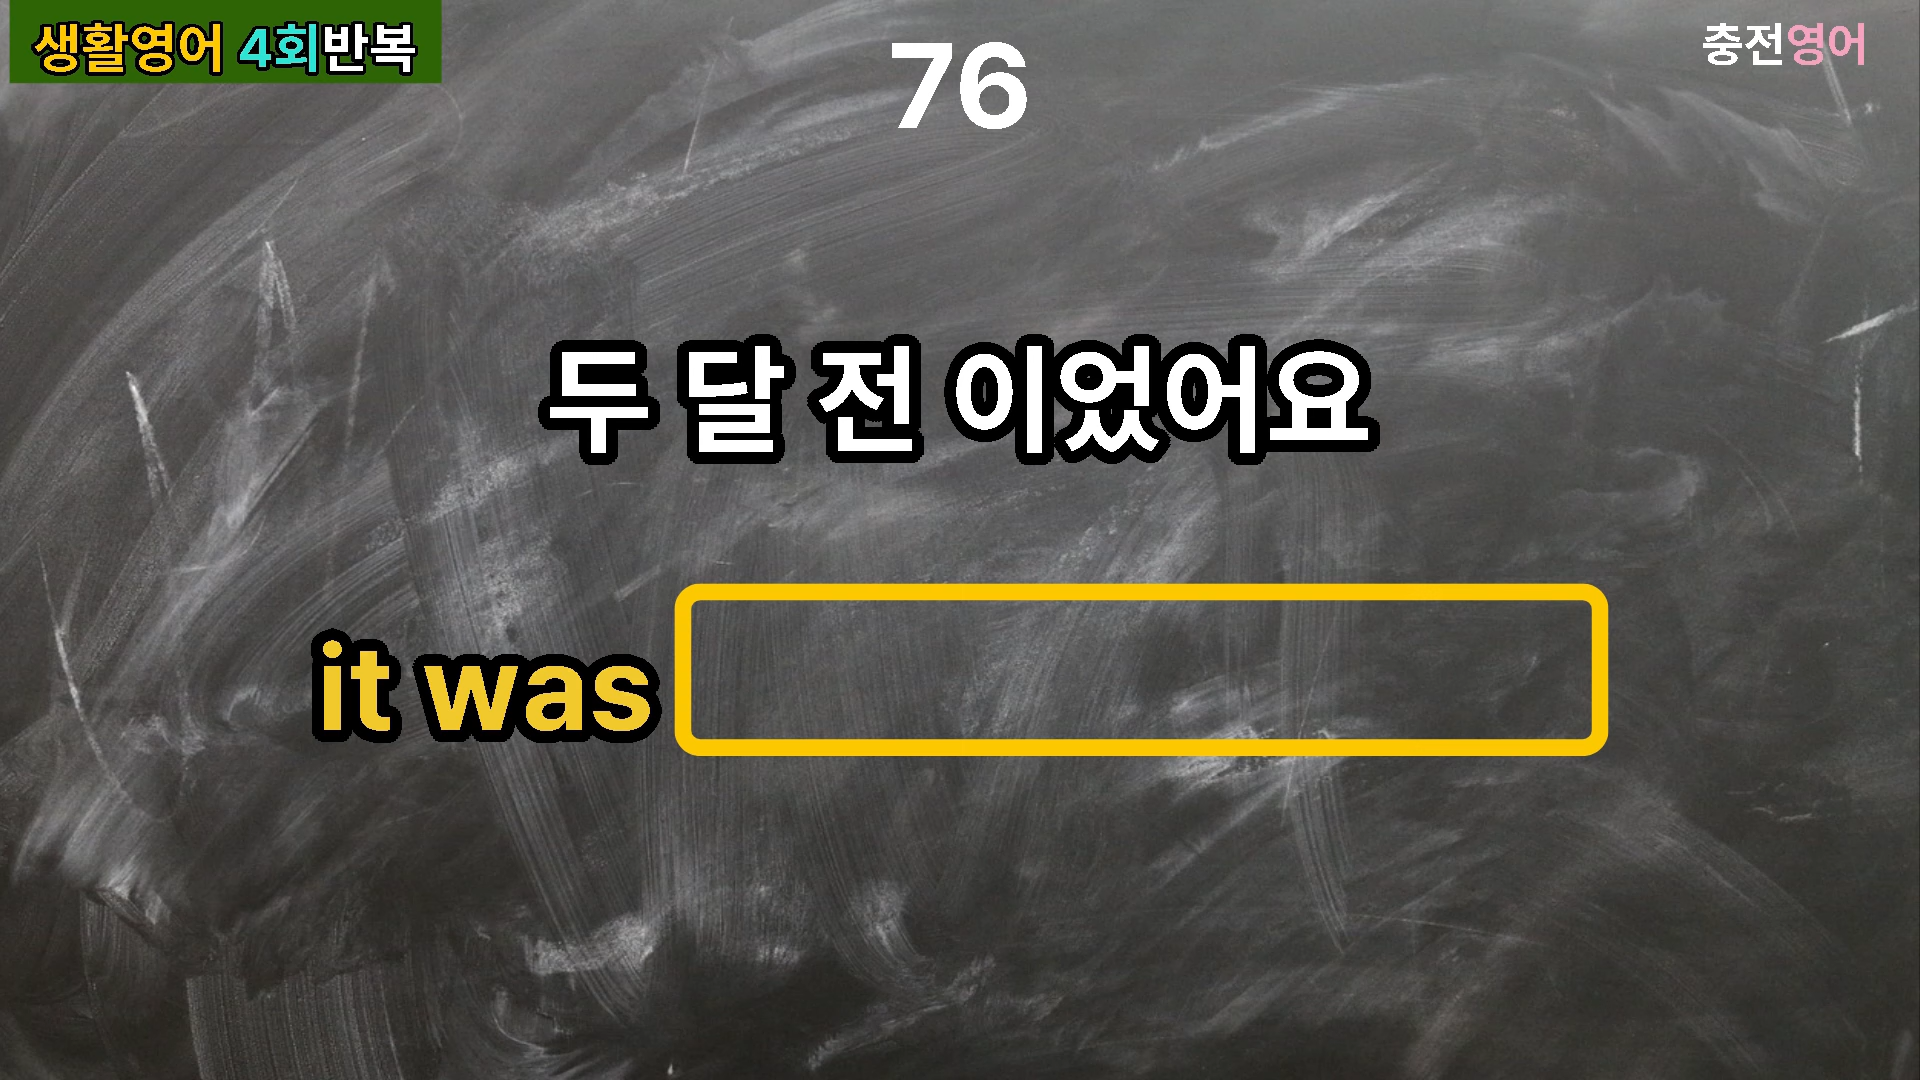 생활영어 4회반복
76
충전영어
두 달 전 이었어요
it was